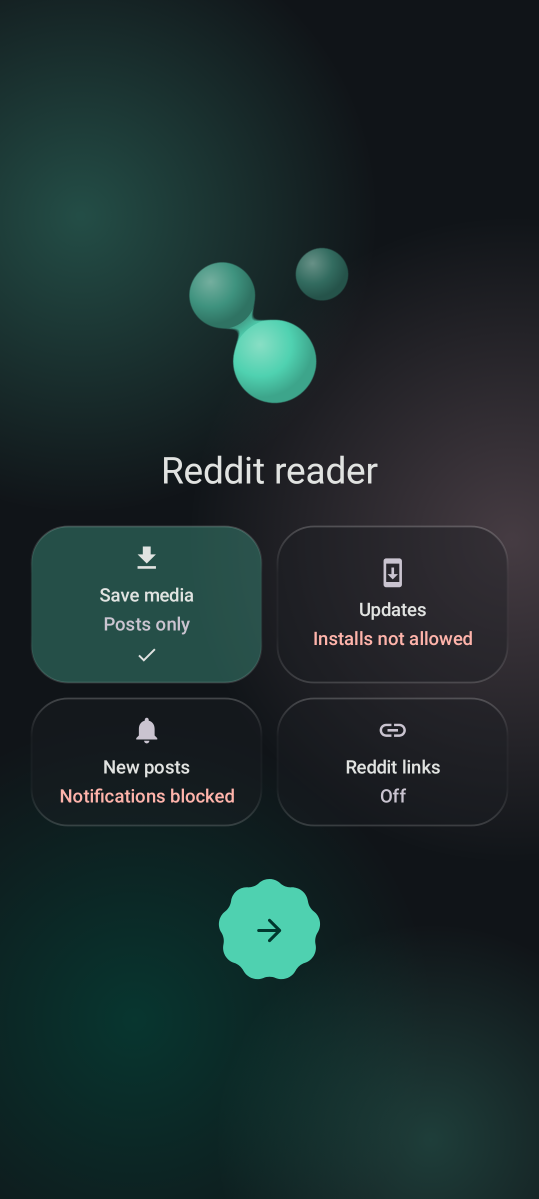 Reddit reader
Save media
Posts only
Updates
Installs not allowed
New posts
Notifications blocked
Reddit links
Off